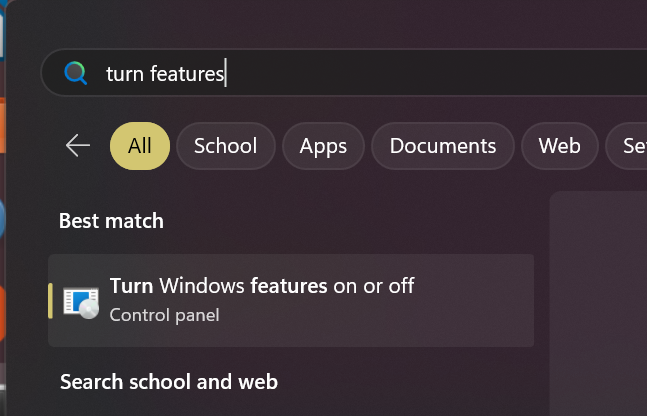 turn features
All School Apps Documents Web Se
Best match
Turn Windows features on or off
Control panel
Search school and web